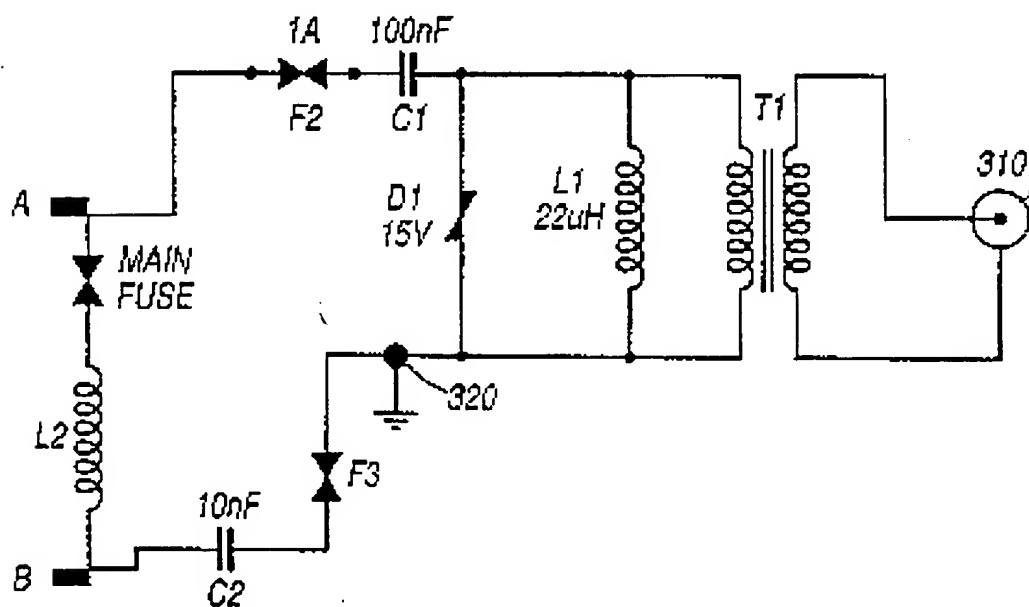 1A
100nF
F2
C1
T1
310
A
D1
15V
L1
22uH
MAIN
FUSE
320
L2
F3
10nF
B
C2